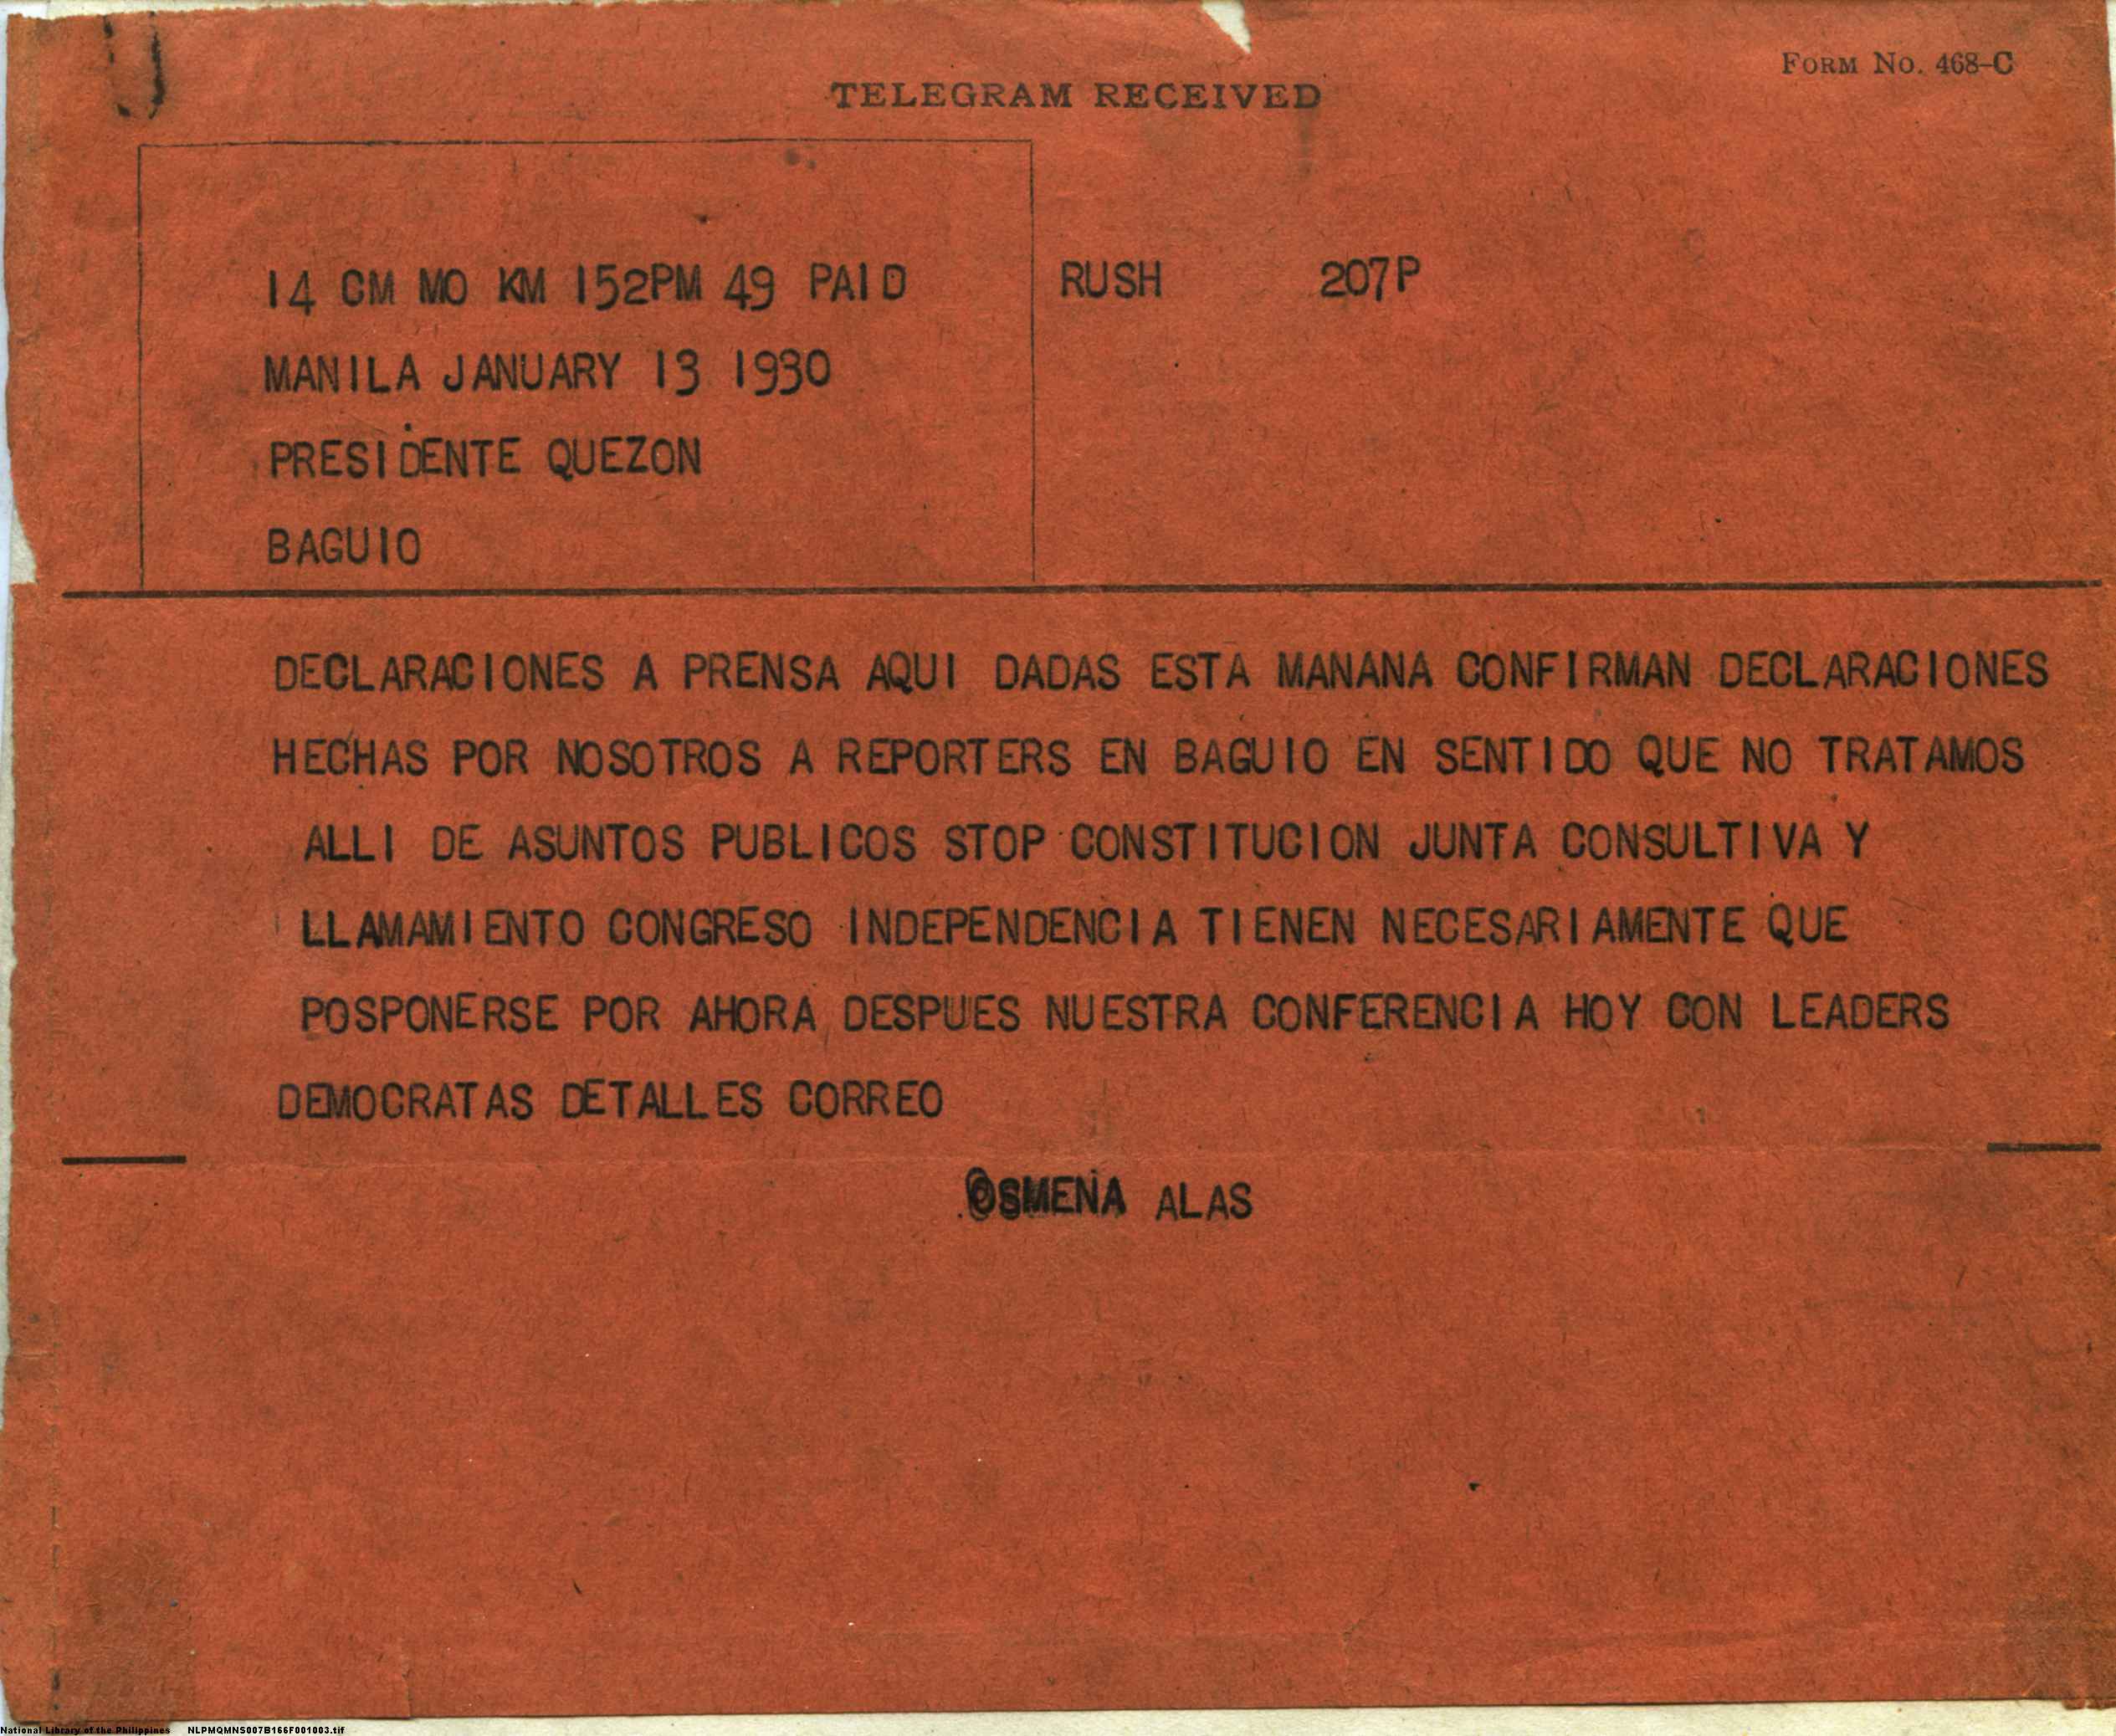 FORM NO. 468-C
TELEGRAM RECEIVED
14 CM MO KM 152PM 49 PAID RUSH 207P
MANILA JANUARY 13 1930
PRESIDENTE QUEZON
BAGUIO
DECLARACIONES A PRENSA AQUI DADAS ESTA MANANA CONFIRMAN DECLARACIONES
HECHAS POR NOSOTROS A REPORTERS EN BAGUIO EN SENTIDO QUE NO TRATAMOS
ALLI DE ASUNTOS PUBLICOS STOP CONSTITUCION JUNTA CONSULTIVA Y
LLAMAMIENTO CONGRESO INDEPENDENCIA TIENEN NECESARIAMENTE QUE
POSPONERSE POR AHORA DESPUES NUESTRA CONFERENCIA HOY CON LEADERS
DEMOCRATAS DETALLES CORREO
OSMENA ALAS
National Library of the Philippines NLPMQMNS007B166F001003.tif